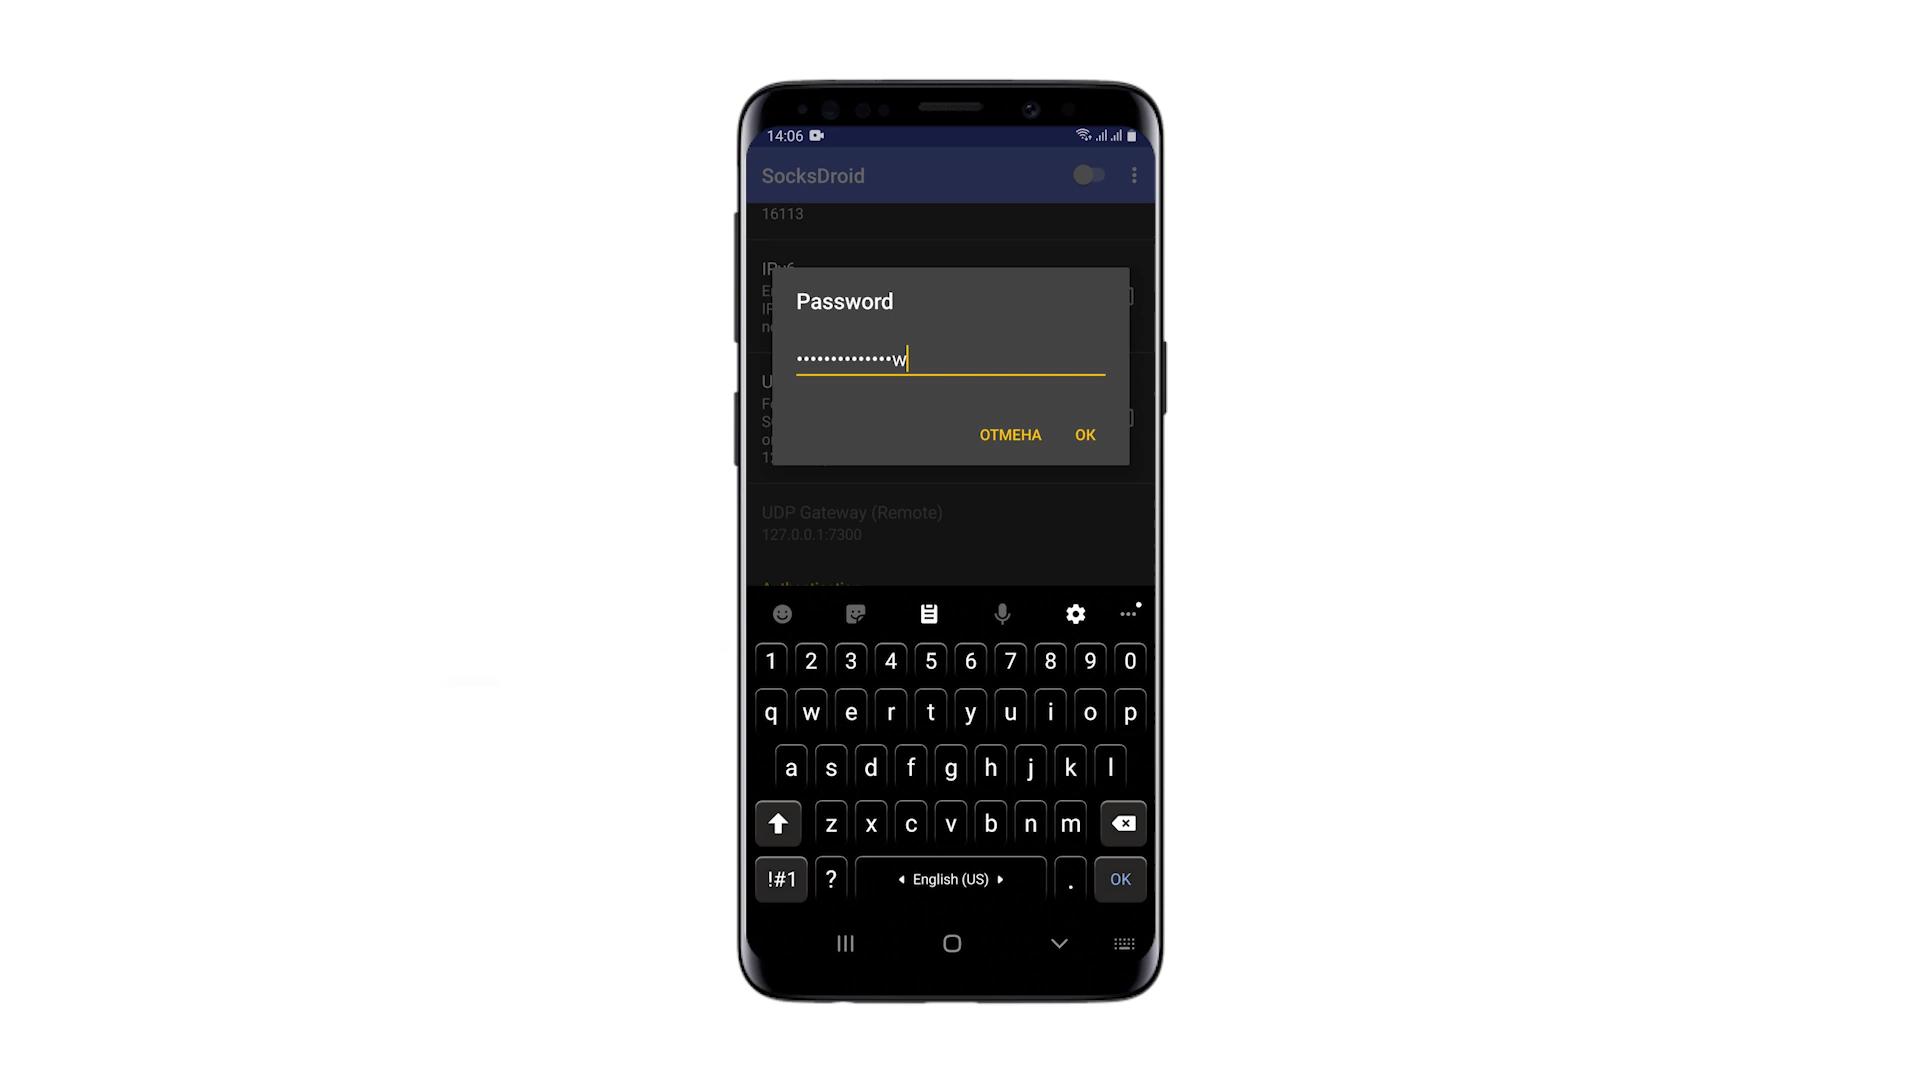 14:06
SocksDroid
16113
IPv6
Password
••••••••••••••w
ОТМЕНА OK
UDP Gateway (Remote)
127.0.0.1:7300
1 2 3 4 5 6 7 8 9 0
q w e r t y u i o p
a s d f g h j k l
z x c v b n m
!#1 ? English (US) . OK